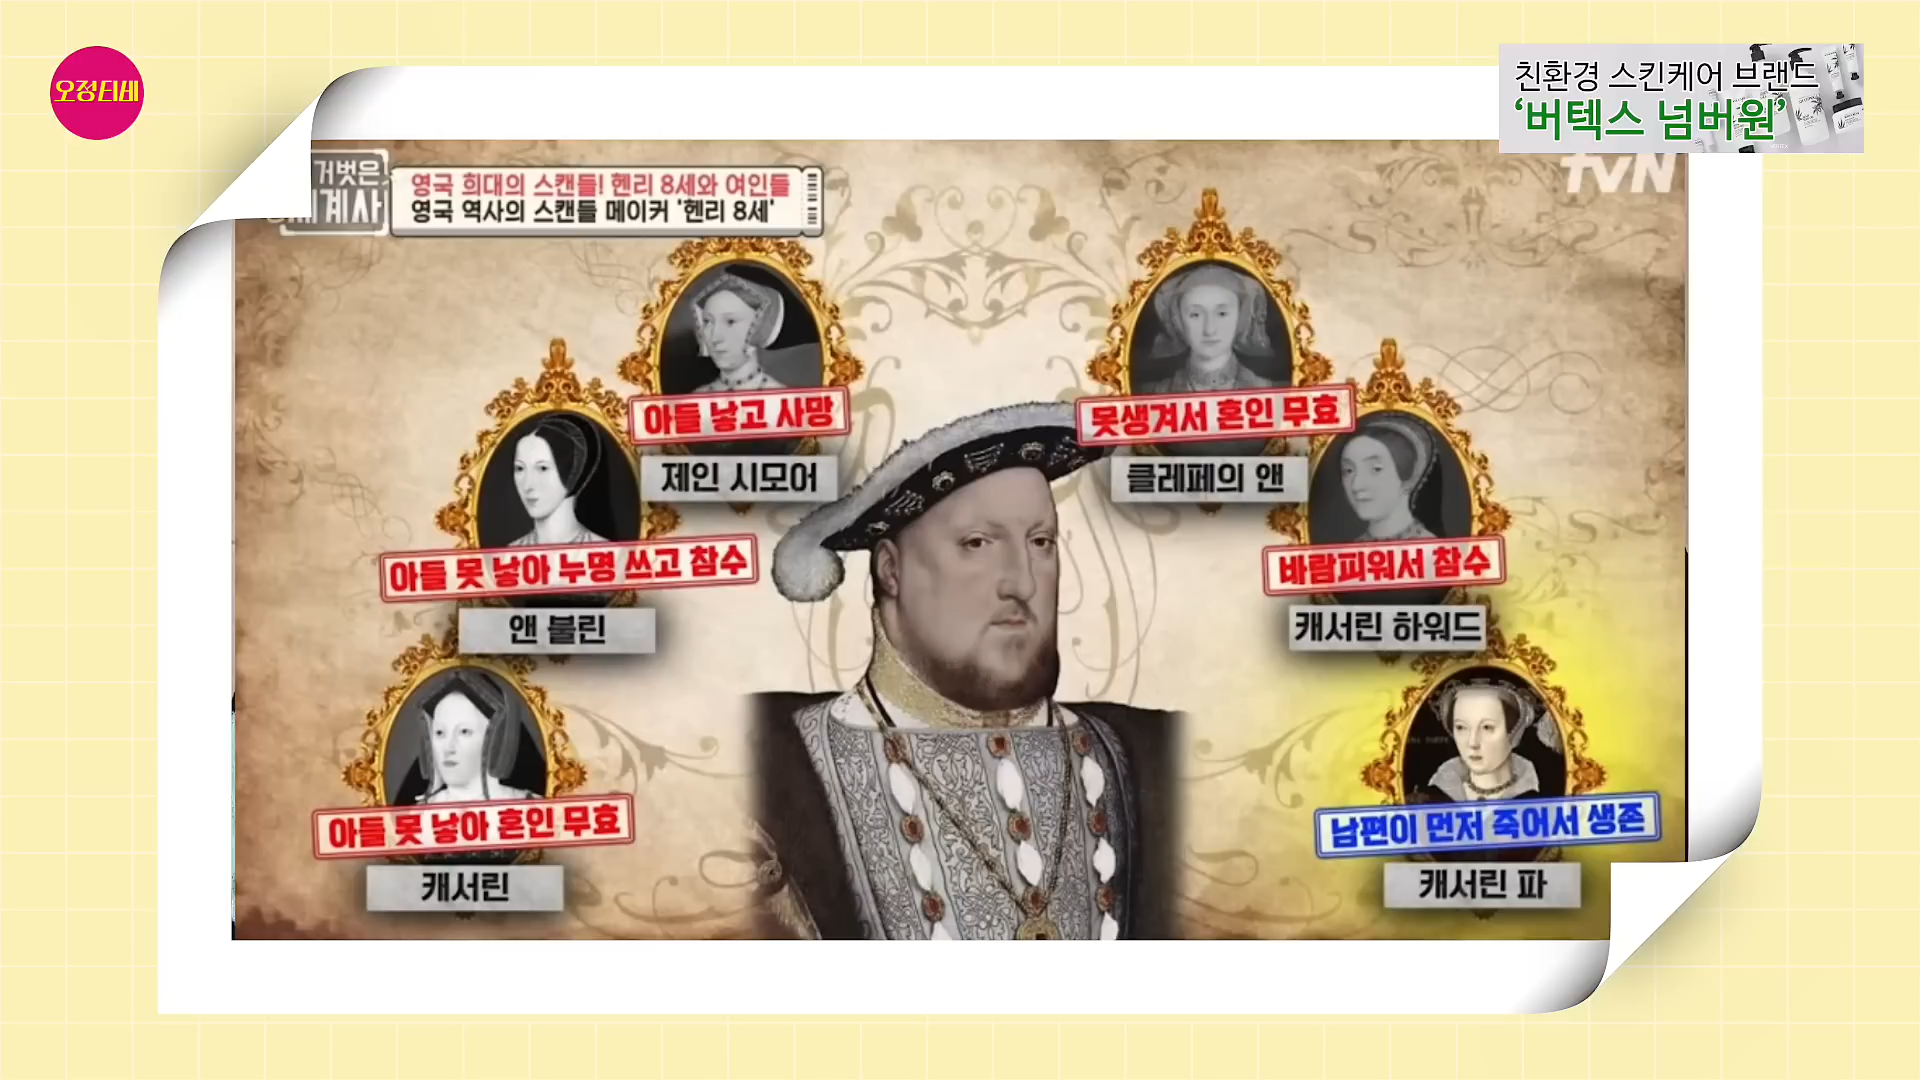 오정티비
친환경 스킨케어 브랜드
‘버텍스 넘버원’
tvN
거벗은
세계사
영국 희대의 스캔들! 헨리 8세와 여인들
영국 역사의 스캔들 메이커 '헨리 8세'
아들 낳고 사망
제인 시모어
못생겨서 혼인 무효
클레페의 앤
아들 못 낳아 누명 쓰고 참수
앤 불린
바람피워서 참수
캐서린 하워드
아들 못 낳아 혼인 무효
캐서린
남편이 먼저 죽어서 생존
캐서린 파